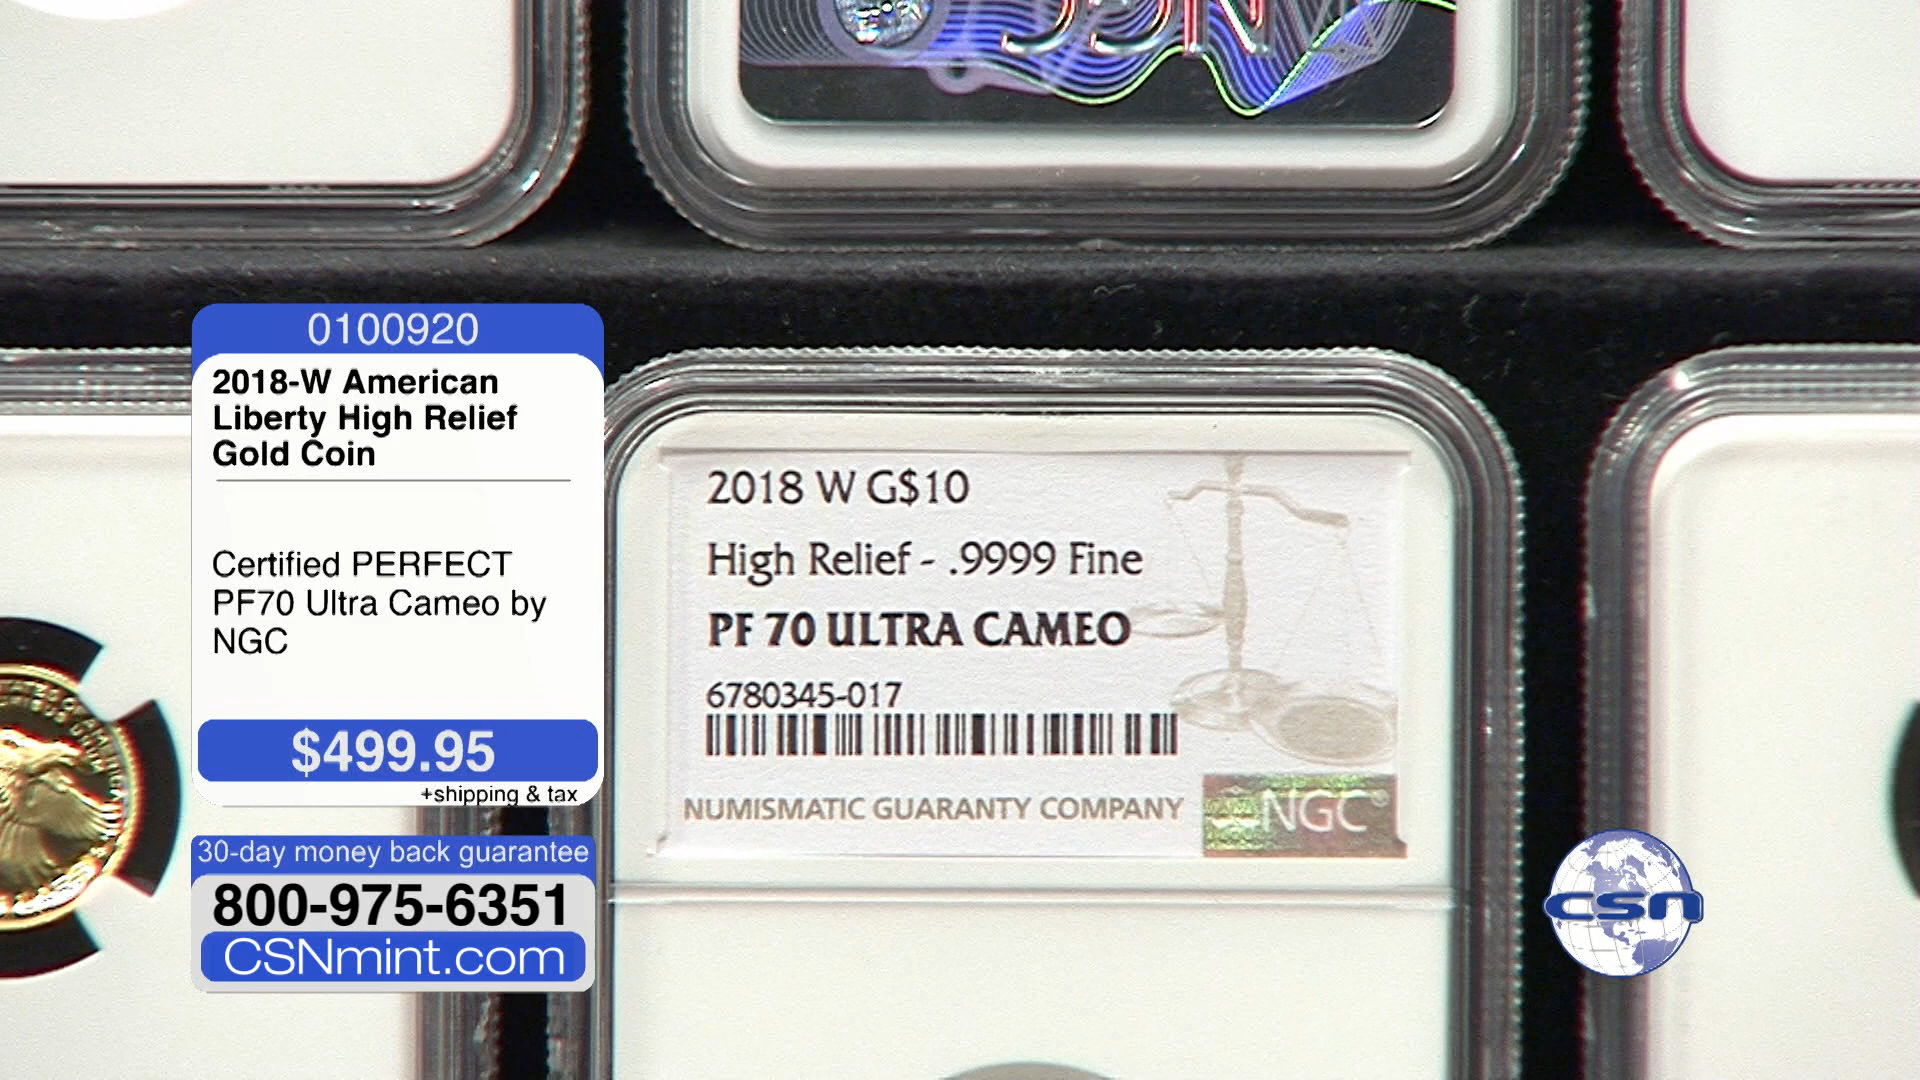 NGC
0100920
2018-W American
Liberty High Relief
Gold Coin
Certified PERFECT
PF70 Ultra Cameo by
NGC
$499.95
+shipping & tax
30-day money back guarantee
800-975-6351
CSNmint.com
2018 W G$10
High Relief - .9999 Fine
PF 70 ULTRA CAMEO
6780345-017
NUMISMATIC GUARANTY COMPANY
NGC
csn